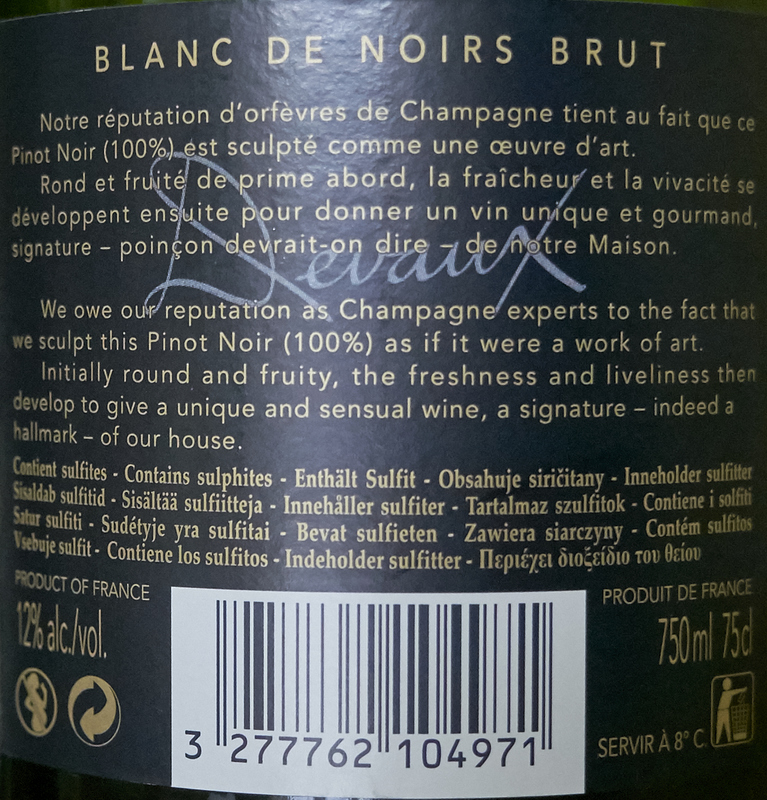 BLANC DE NOIRS BRUT
Notre réputation d'orfèvres de Champagne tient au fait que ce
Pinot Noir (100%) est sculpté comme une œuvre d'art.
Rond et fruité de prime abord, la fraîcheur et la vivacité se
développent ensuite pour donner un vin unique et gourmand,
signature – poinçon devrait-on dire – de notre Maison.
Devaux
We owe our reputation as Champagne experts to the fact that
we sculpt this Pinot Noir (100%) as if it were a work of art.
Initially round and fruity, the freshness and liveliness then
develop to give a unique and sensual wine, a signature – indeed a
hallmark – of our house.
Contient sulfites - Contains sulphites - Enthält Sulfit - Obsahuje siričitany - Inneholder sulfitter
Sisaldab sulfitid - Sisältää sulfiitteja - Innehåller sulfiter - Tartalmaz szulfitok - Contiene i solfiti
Satur sulfiti - Sudétyje yra sulfitai - Bevat sulfieten - Zawiera siarczyny - Contém sulfitos
Vsebuje sulfit - Contiene los sulfitos - Indeholder sulfitter - Περιέχει διοξείδιο του θείου
PRODUCT OF FRANCE
12% alc./vol.
PRODUIT DE FRANCE
750 ml 75cl
SERVIR À 8° C
3 277762 104971